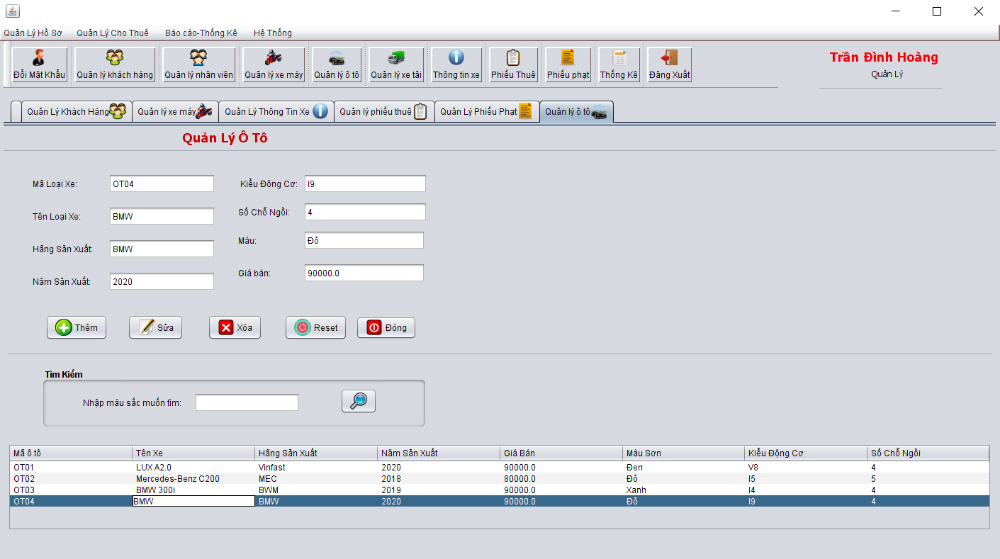 Quản Lý Hồ Sơ Quản Lý Cho Thuê Báo cáo-Thống Kê Hệ Thống
Đổi Mật Khẩu Quản lý khách hàng Quản lý nhân viên Quản lý xe máy Quản lý ô tô Quản lý xe tải Thông tin xe Phiếu Thuê Phiếu phạt Thống Kê Đăng Xuất
Trần Đình Hoàng
Quản Lý
Quản Lý Khách Hàng Quản lý xe máy Quản Lý Thông Tin Xe Quản lý phiếu thuê Quản Lý Phiếu Phạt Quản lý ô tô
Quản Lý Ô Tô
Mã Loại Xe: OT04 Kiểu Đông Cơ: I9
Tên Loại Xe: BMW Số Chỗ Ngồi: 4
Hãng Sản Xuất: BMW Màu: Đỏ
Năm Sản Xuất: 2020 Giá bán: 90000.0
Thêm Sửa Xóa Reset Đóng
Tìm Kiếm
Nhập màu sắc muốn tìm:
Mã ô tô Tên Xe Hãng Sản Xuất Năm Sản Xuất Giá Bán Màu Sơn Kiểu Động Cơ Số Chỗ Ngồi
OT01 LUX A2.0 Vinfast 2020 90000.0 Đen V8 4
OT02 Mercedes-Benz C200 MEC 2018 80000.0 Đỏ I5 5
OT03 BMW 300i BWM 2019 90000.0 Xanh I4 4
OT04 BMW BMW 2020 90000.0 Đỏ I9 4